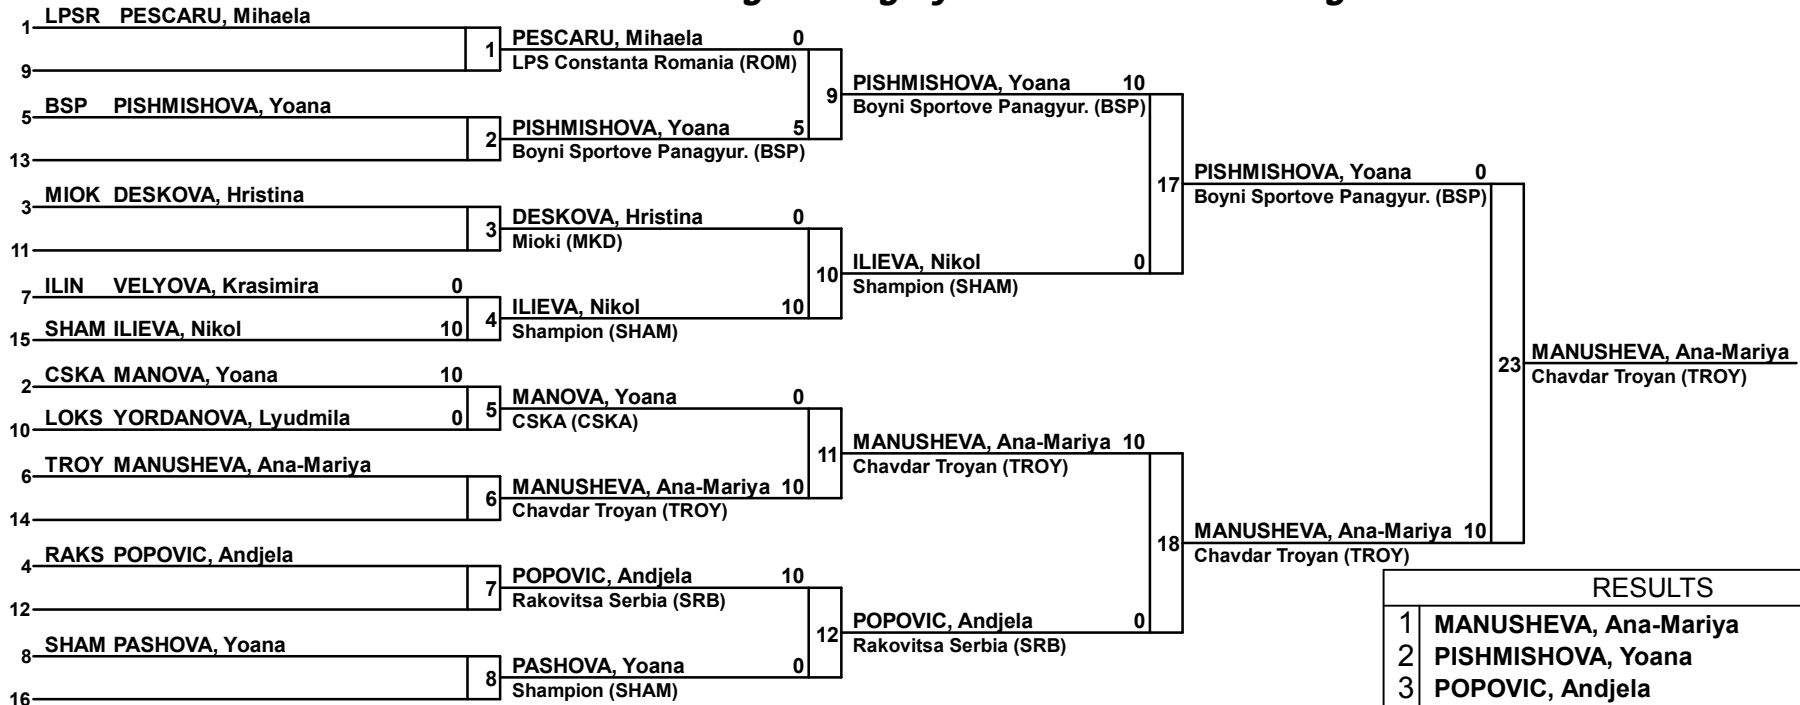 1 LPSR PESCARU, Mihaela
9
1
5 BSP PISHMISHOVA, Yoana
13
2
3 MIOK DESKOVA, Hristina
11
3
7 ILIN VELYOVA, Krasimira 0
15 SHAM ILIEVA, Nikol 10
4
2 CSKA MANOVA, Yoana 10
10 LOKS YORDANOVA, Lyudmila 0
5
6 TROY MANUSHEVA, Ana-Mariya
14
6
4 RAKS POPOVIC, Andjela
12
7
8 SHAM PASHOVA, Yoana
16
8
PESCARU, Mihaela 0
LPS Constanta Romania (ROM)
9
PISHMISHOVA, Yoana 5
Boyni Sportove Panagyur. (BSP)
DESKOVA, Hristina 0
Mioki (MKD)
10
ILIEVA, Nikol 10
Shampion (SHAM)
MANOVA, Yoana 0
CSKA (CSKA)
11
MANUSHEVA, Ana-Mariya 10
Chavdar Troyan (TROY)
POPOVIC, Andjela 10
Rakovitsa Serbia (SRB)
12
PASHOVA, Yoana 0
Shampion (SHAM)
PISHMISHOVA, Yoana 10
Boyni Sportove Panagyur. (BSP)
17
ILIEVA, Nikol 0
Shampion (SHAM)
MANUSHEVA, Ana-Mariya 10
Chavdar Troyan (TROY)
18
POPOVIC, Andjela 0
Rakovitsa Serbia (SRB)
PISHMISHOVA, Yoana 0
Boyni Sportove Panagyur. (BSP)
23
MANUSHEVA, Ana-Mariya 10
Chavdar Troyan (TROY)
MANUSHEVA, Ana-Mariya
Chavdar Troyan (TROY)
RESULTS
1 MANUSHEVA, Ana-Mariya
2 PISHMISHOVA, Yoana
3 POPOVIC, Andjela